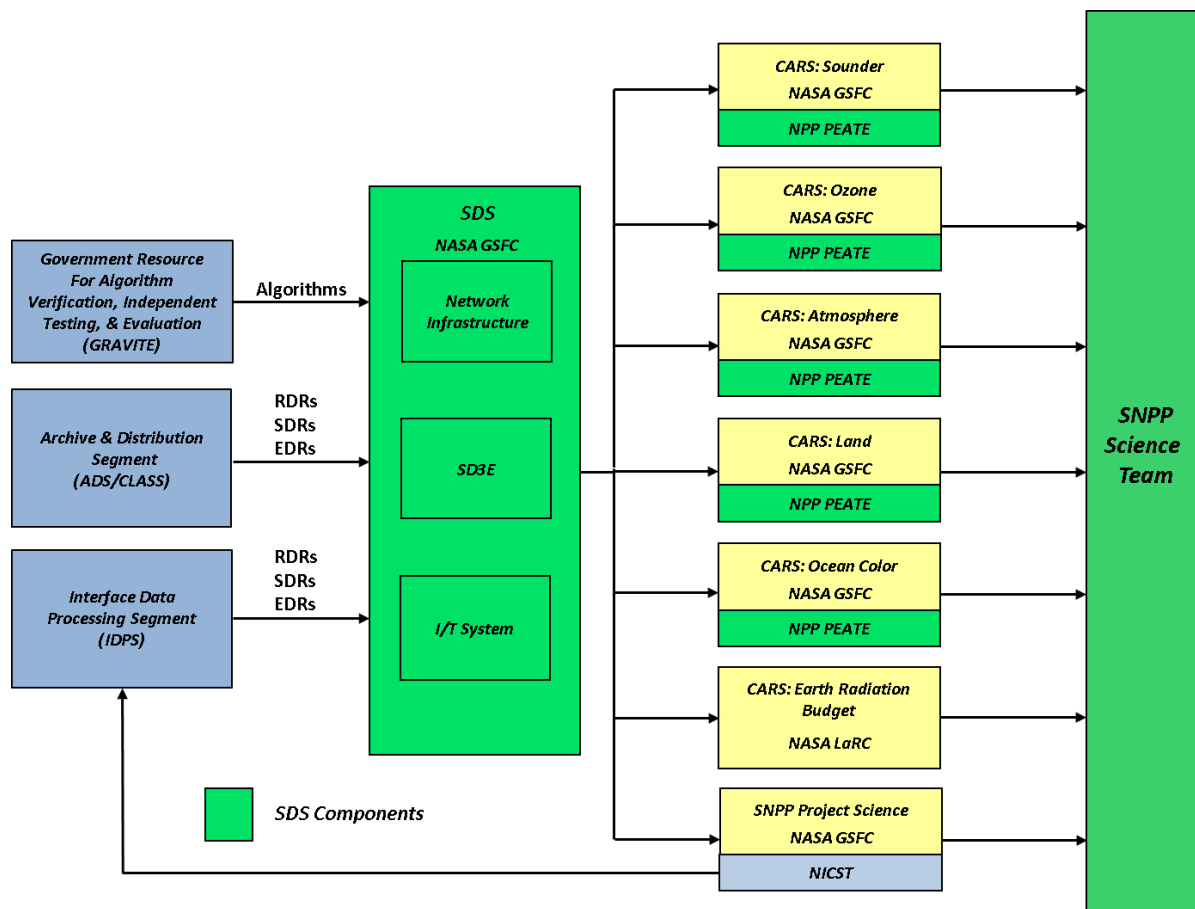 Government Resource
For Algorithm
Verification, Independent
Testing, & Evaluation
(GRAVITE)
Algorithms
Archive & Distribution
Segment
(ADS/CLASS)
RDRs
SDRs
EDRs
Interface Data
Processing Segment
(IDPS)
RDRs
SDRs
EDRs
SDS
NASA GSFC
Network
Infrastructure
SD3E
I/T System
SDS Components
CARS: Sounder
NASA GSFC
NPP PEATE
CARS: Ozone
NASA GSFC
NPP PEATE
CARS: Atmosphere
NASA GSFC
NPP PEATE
CARS: Land
NASA GSFC
NPP PEATE
CARS: Ocean Color
NASA GSFC
NPP PEATE
CARS: Earth Radiation
Budget
NASA LaRC
SNPP Project Science
NASA GSFC
NICST
SNPP
Science
Team